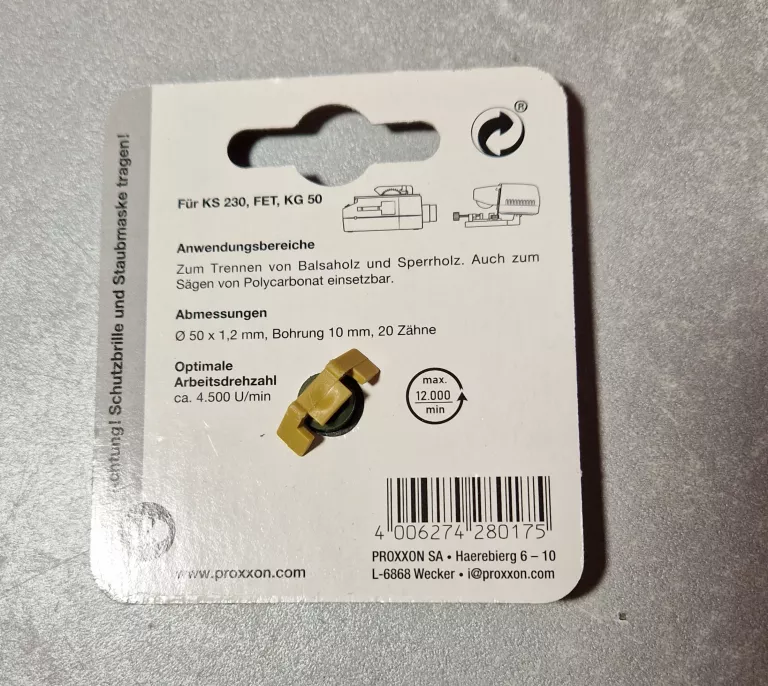 Schutzbrille und Staubmaske tragen!
®
Für KS 230, FET, KG 50
Anwendungsbereiche
Zum Trennen von Balsaholz und Sperrholz. Auch zum
Sägen von Polycarbonat einsetzbar.
Abmessungen
Ø 50 x 1,2 mm, Bohrung 10 mm, 20 Zähne
Optimale
Arbeitsdrehzahl
ca. 4.500 U/min
max.
12.000
min
4 006274 280175
PROXXON SA • Haerebierg 6 – 10
www.proxxon.com
L-6868 Wecker • i@proxxon.com